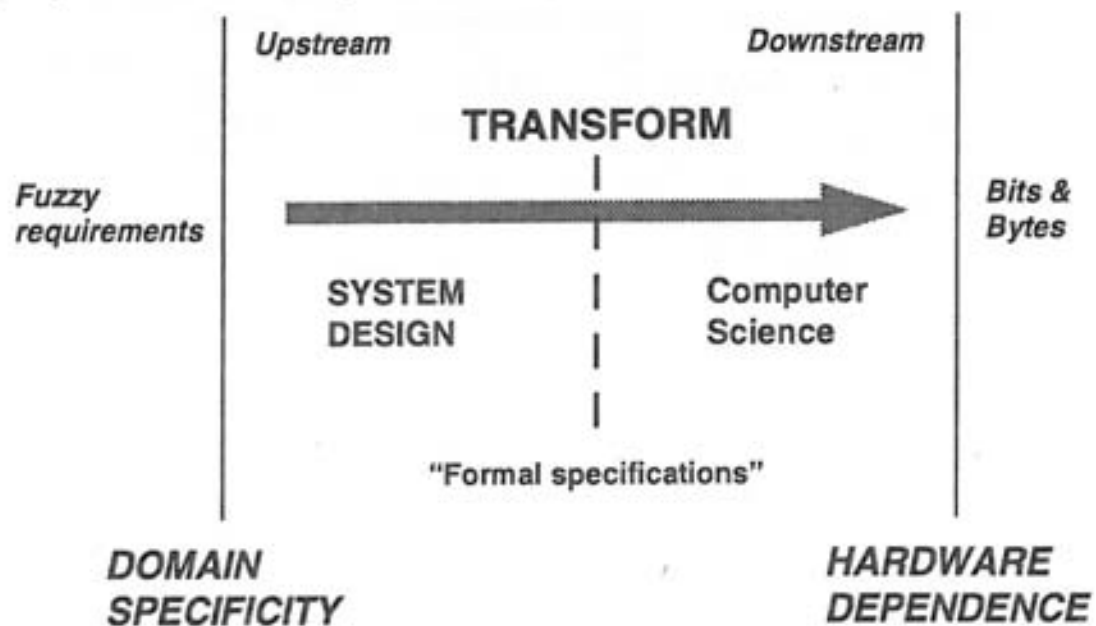 Upstream
Downstream
TRANSFORM
Fuzzy
requirements
Bits &
Bytes
SYSTEM
DESIGN
Computer
Science
“Formal specifications”
DOMAIN
SPECIFICITY
HARDWARE
DEPENDENCE